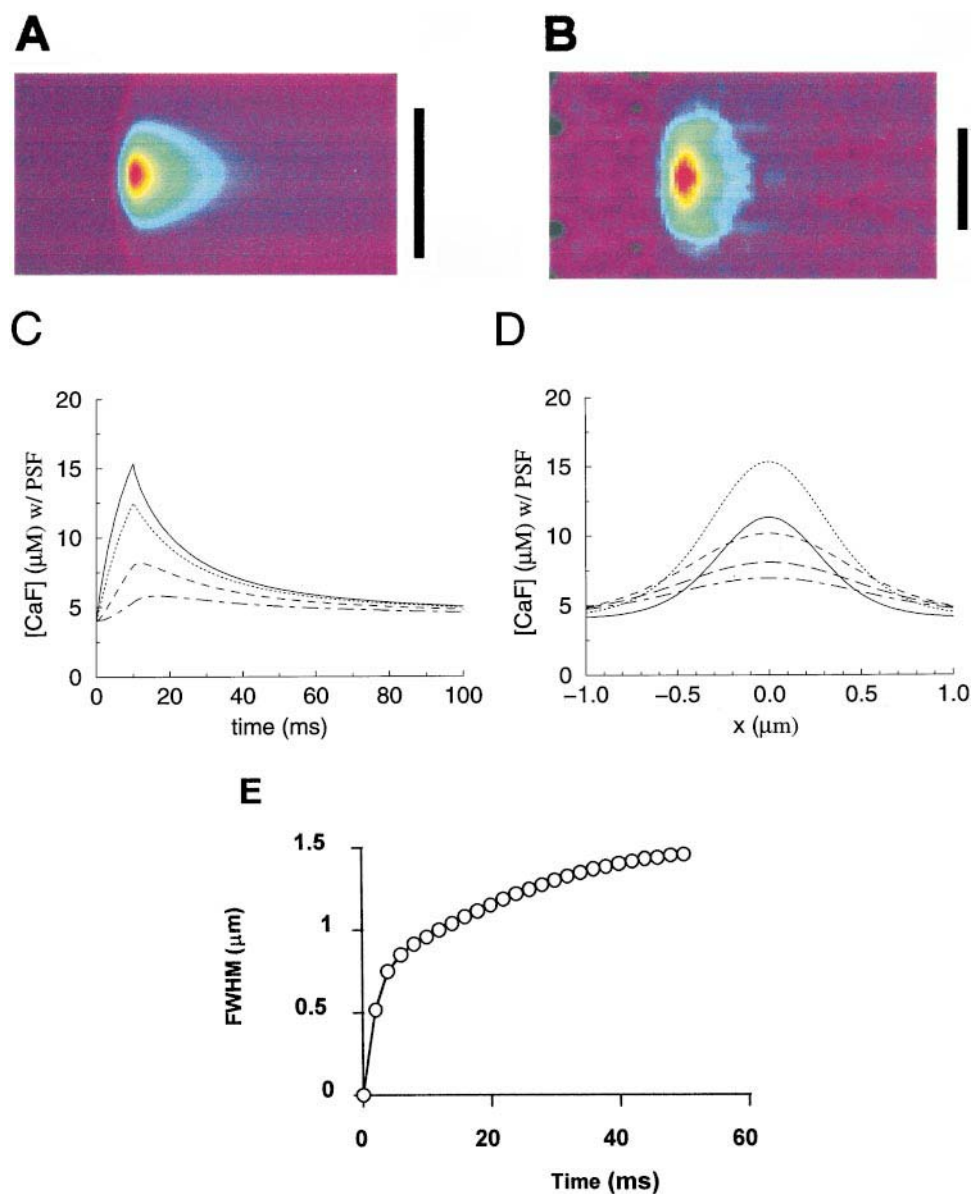 A
B
C
D
20
15
10
5
0
[CaF] (μM) w/ PSF
0 20 40 60 80 100
time (ms)
20
15
10
5
0
[CaF] (μM) w/ PSF
−1.0 −0.5 0.0 0.5 1.0
x (μm)
E
1.5
1
0.5
0
FWHM (μm)
0 20 40 60
Time (ms)